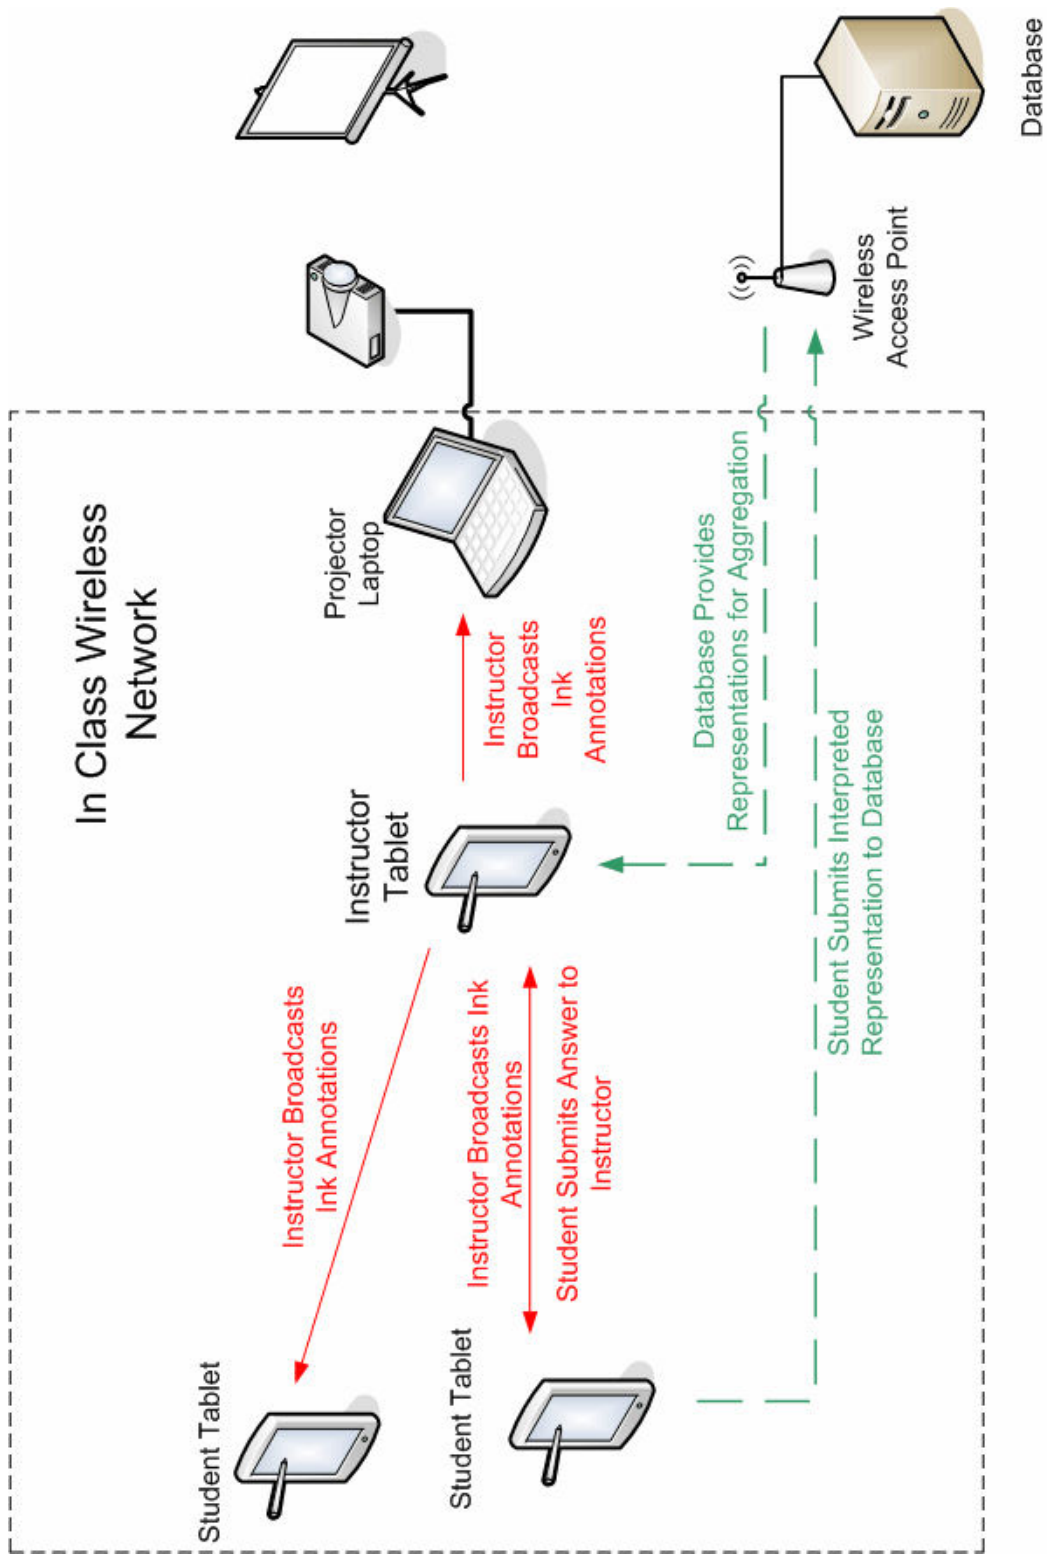 In Class Wireless
Network
Student Tablet
Instructor Broadcasts
Ink Annotations
Instructor
Tablet
Projector
Laptop
Student Tablet
Instructor Broadcasts Ink
Annotations
Student Submits Answer to
Instructor
Instructor
Broadcasts
Ink
Annotations
Database Provides
Representations for Aggregation
Student Submits Interpreted
Representation to Database
Wireless
Access Point
Database